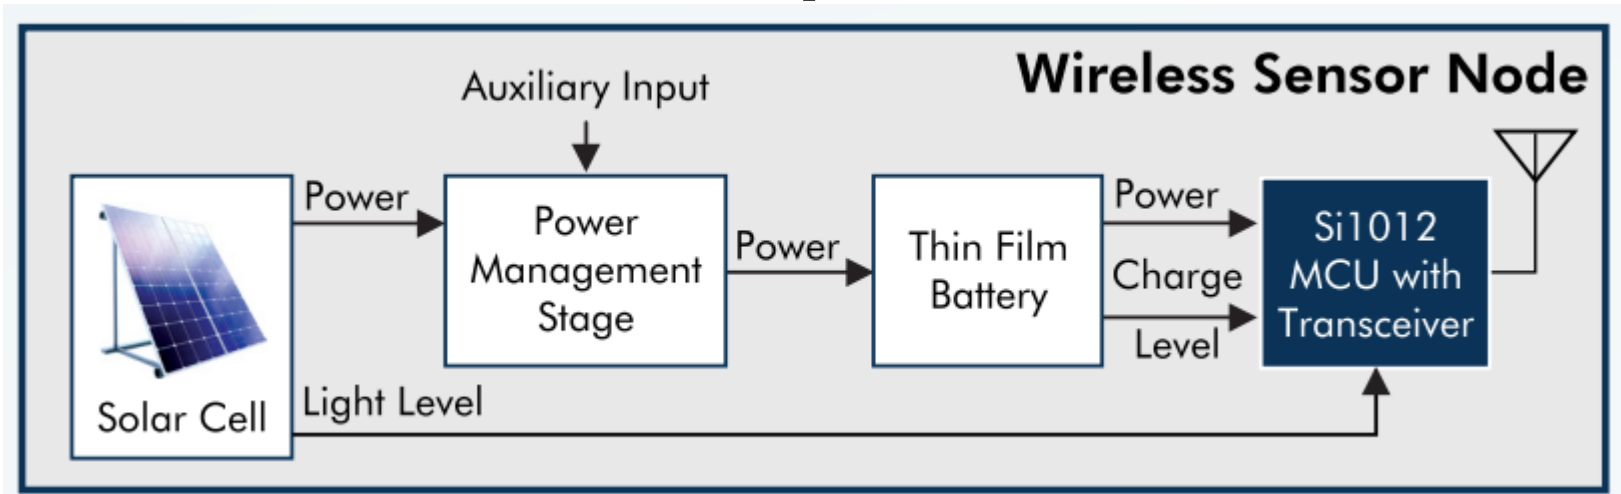 Wireless Sensor Node
Auxiliary Input
Power
Power
Management
Stage
Power
Thin Film
Battery
Power
Charge
Level
Si1012
MCU with
Transceiver
Solar Cell
Light Level